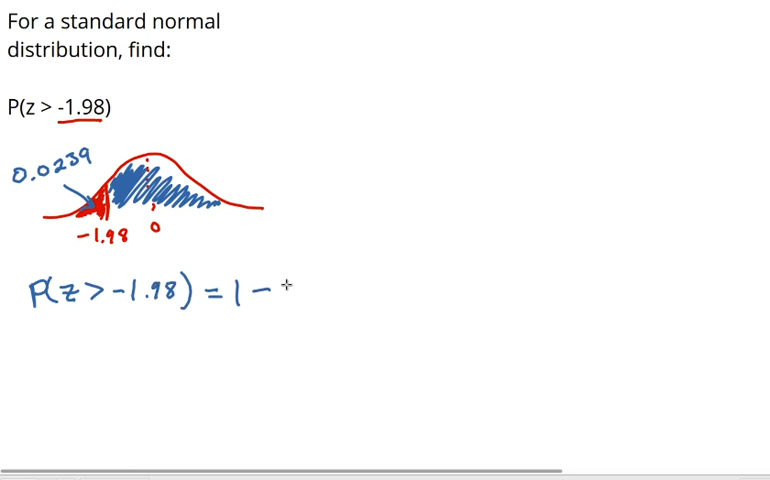 For a standard normal
distribution, find:
P(z > -1.98)
0.0239
-1.98 0
P(z > -1.98) = 1 -